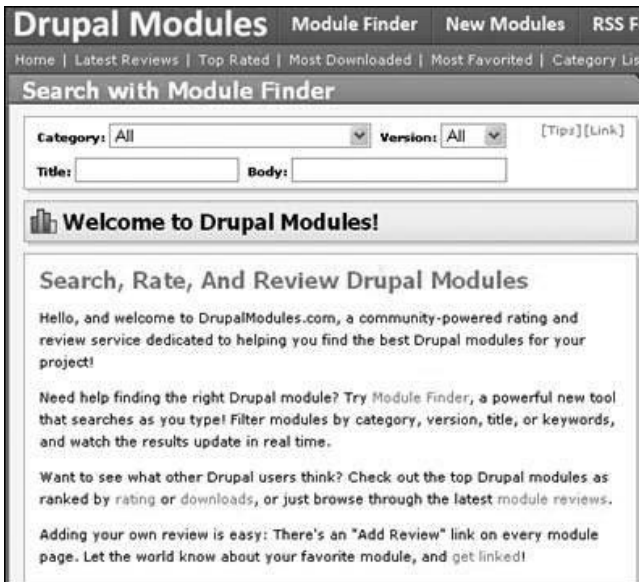 Drupal Modules Module Finder New Modules RSS F
Home | Latest Reviews | Top Rated | Most Downloaded | Most Favorited | Category Lis
Search with Module Finder
Category: All Version: All [Tips][Link]
Title: Body:
Welcome to Drupal Modules!
Search, Rate, And Review Drupal Modules
Hello, and welcome to DrupalModules.com, a community-powered rating and
review service dedicated to helping you find the best Drupal modules for your
project!
Need help finding the right Drupal module? Try Module Finder, a powerful new tool
that searches as you type! Filter modules by category, version, title, or keywords,
and watch the results update in real time.
Want to see what other Drupal users think? Check out the top Drupal modules as
ranked by rating or downloads, or just browse through the latest module reviews.
Adding your own review is easy: There's an "Add Review" link on every module
page. Let the world know about your favorite module, and get linked!